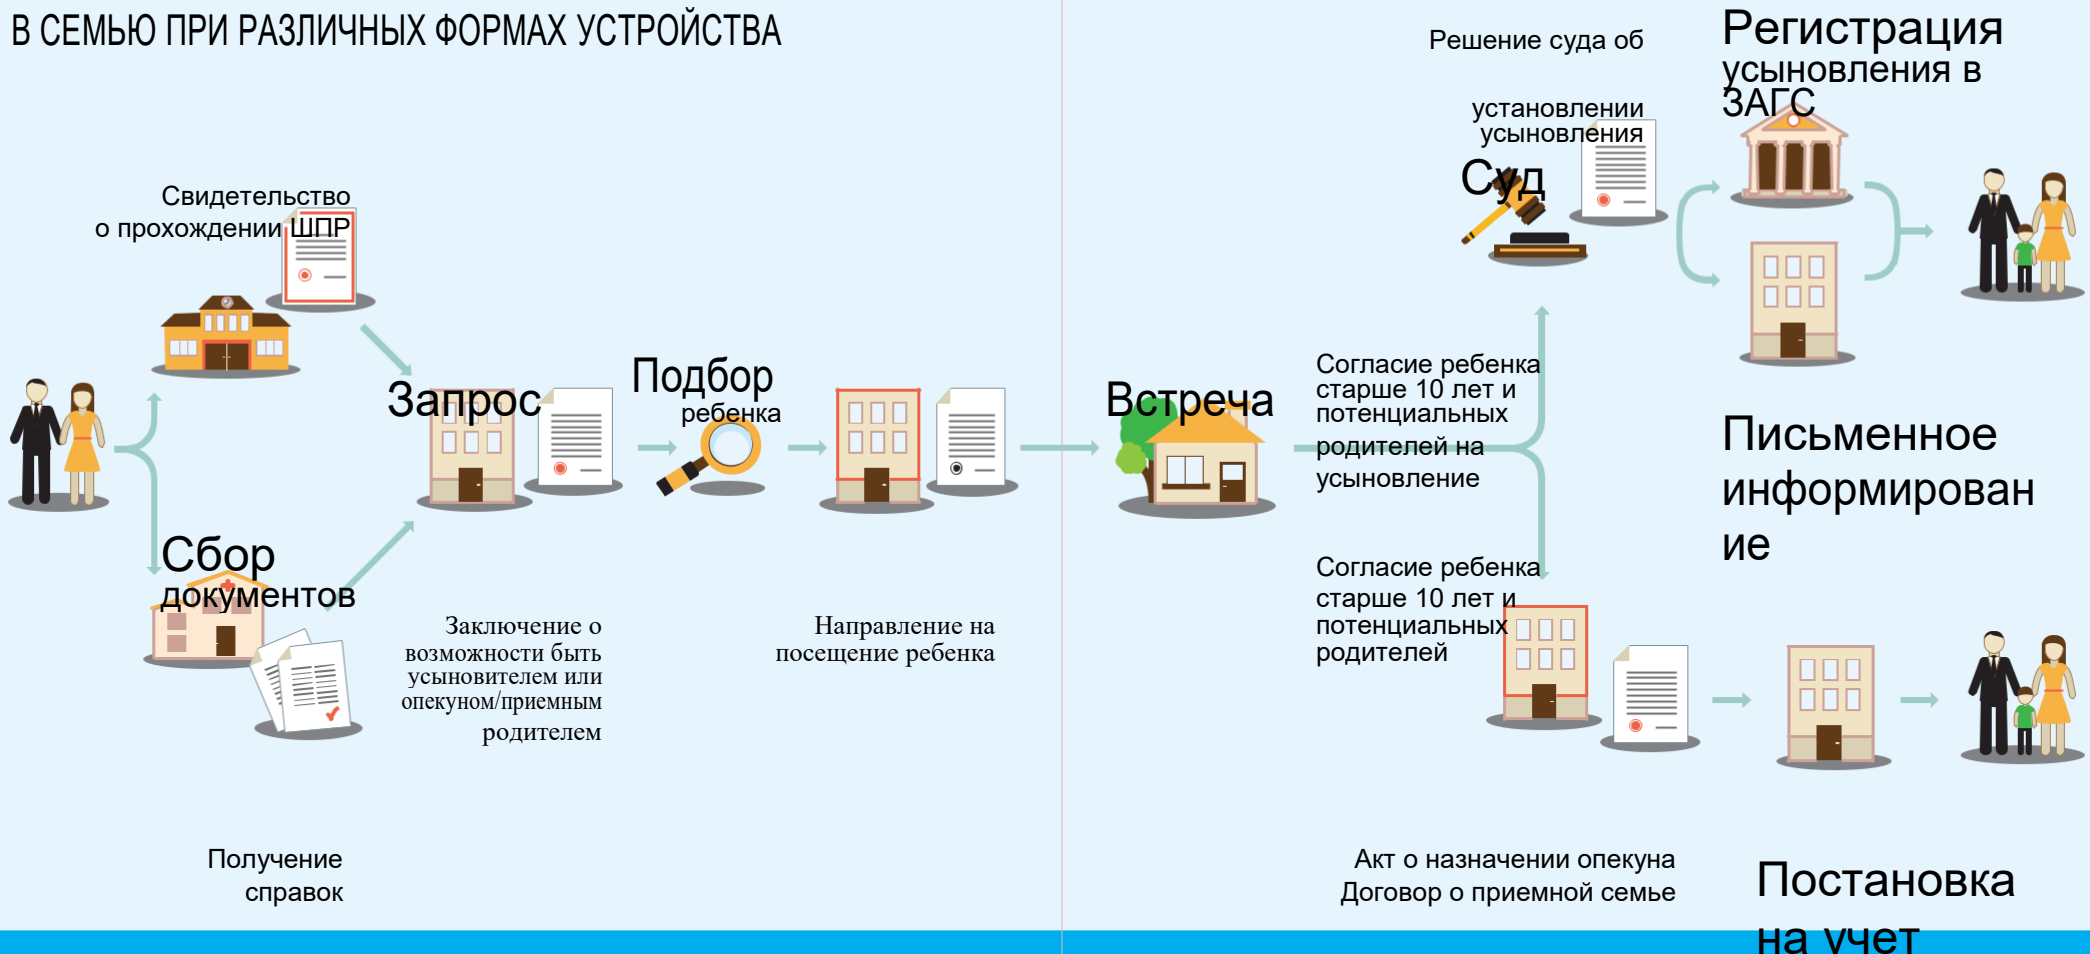 В СЕМЬЮ ПРИ РАЗЛИЧНЫХ ФОРМАХ УСТРОЙСТВА
Свидетельство
о прохождении ШПР
Сбор
документов
Получение
справок
Запрос
Заключение о
возможности быть
усыновителем или
опекуном/приемным
родителем
Подбор
ребенка
Направление на
посещение ребенка
Встреча
Согласие ребенка
старше 10 лет и
потенциальных
родителей на
усыновление
Согласие ребенка
старше 10 лет и
потенциальных
родителей
Решение суда об
установлении
усыновления
Суд
Регистрация
усыновления в
ЗАГС
Письменное
информирован
ие
Акт о назначении опекуна
Договор о приемной семье
Постановка
на учет